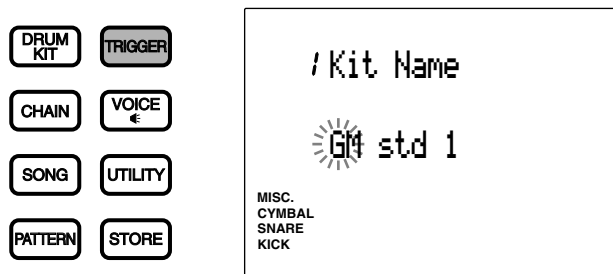 DRUM
KIT
TRIGGER
CHAIN
VOICE
SONG
UTILITY
PATTERN
STORE
1 Kit Name
GM std 1
MISC.
CYMBAL
SNARE
KICK